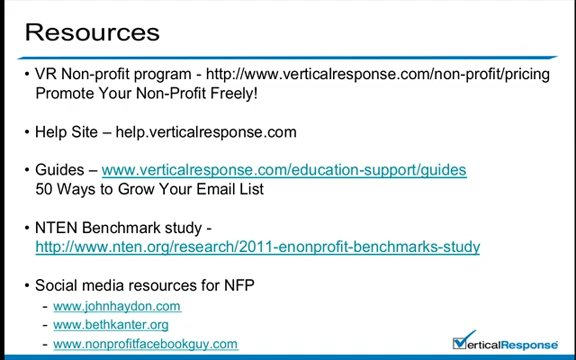 Resources
• VR Non-profit program - http://www.verticalresponse.com/non-profit/pricing
Promote Your Non-Profit Freely!
• Help Site – help.verticalresponse.com
• Guides – www.verticalresponse.com/education-support/guides
50 Ways to Grow Your Email List
• NTEN Benchmark study -
http://www.nten.org/research/2011-enonprofit-benchmarks-study
• Social media resources for NFP
- www.johnhaydon.com
- www.bethkanter.org
- www.nonprofitfacebookguy.com
VerticalResponse